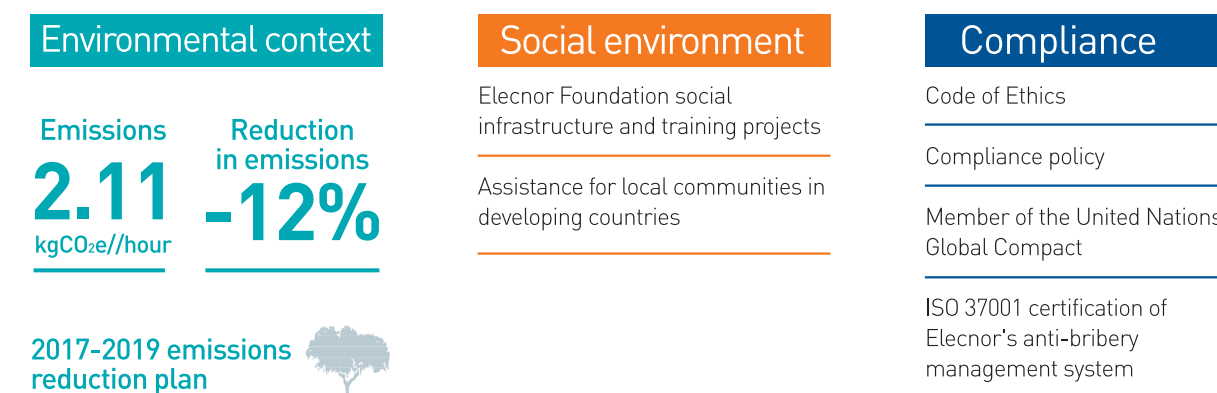 Environmental context
Emissions
2.11
kgCO₂e//hour
Reduction
in emissions
-12%
2017-2019 emissions
reduction plan
Social environment
Elecnor Foundation social
infrastructure and training projects
Assistance for local communities in
developing countries
Compliance
Code of Ethics
Compliance policy
Member of the United Nations
Global Compact
ISO 37001 certification of
Elecnor's anti-bribery
management system